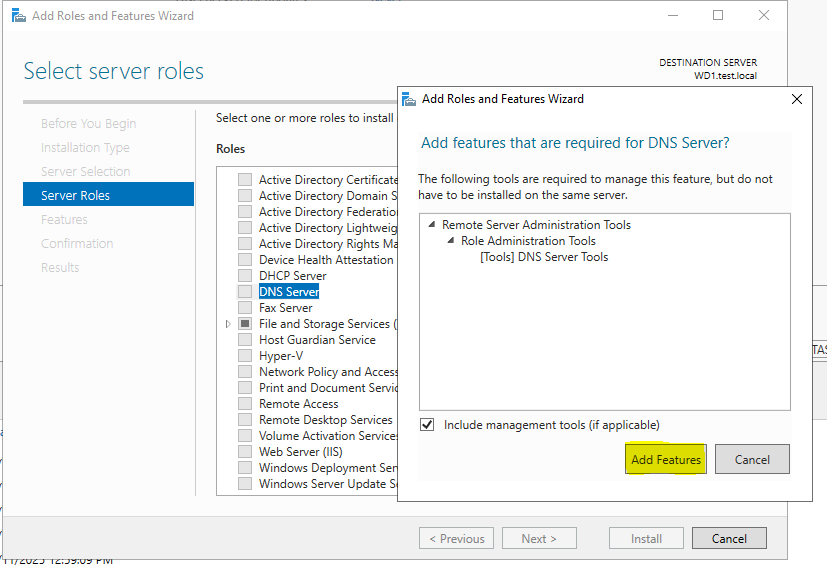 Add Roles and Features Wizard
Select server roles
DESTINATION SERVER
WD1.test.local
Before You Begin
Installation Type
Server Selection
Server Roles
Features
Confirmation
Results
Select one or more roles to install
Roles
Active Directory Certificate
Active Directory Domain S
Active Directory Federation
Active Directory Lightweig
Active Directory Rights Ma
Device Health Attestation
DHCP Server
DNS Server
Fax Server
File and Storage Services (
Host Guardian Service
Hyper-V
Network Policy and Access
Print and Document Servic
Remote Access
Remote Desktop Services
Volume Activation Services
Web Server (IIS)
Windows Deployment Ser
Windows Server Update S
< Previous
Next >
Install
Cancel
Add Roles and Features Wizard
Add features that are required for DNS Server?
The following tools are required to manage this feature, but do not
have to be installed on the same server.
Remote Server Administration Tools
Role Administration Tools
[Tools] DNS Server Tools
Include management tools (if applicable)
Add Features
Cancel
TAS